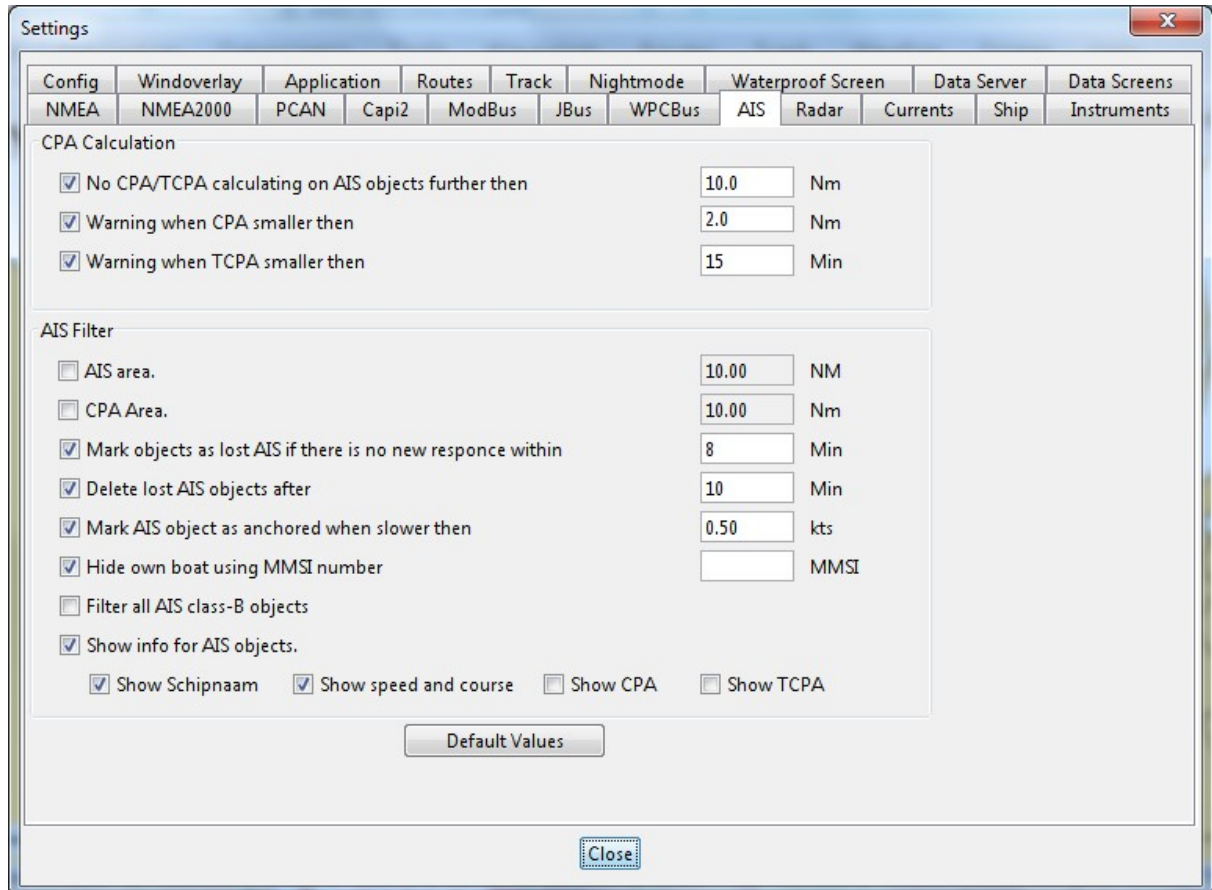 Settings
Config Windoverlay Application Routes Track Nightmode Waterproof Screen Data Server Data Screens
NMEA NMEA2000 PCAN Capi2 ModBus JBus WPCBus AIS Radar Currents Ship Instruments
CPA Calculation
No CPA/TCPA calculating on AIS objects further then 10.0 Nm
Warning when CPA smaller then 2.0 Nm
Warning when TCPA smaller then 15 Min
AIS Filter
AIS area. 10.00 NM
CPA Area. 10.00 Nm
Mark objects as lost AIS if there is no new responce within 8 Min
Delete lost AIS objects after 10 Min
Mark AIS object as anchored when slower then 0.50 kts
Hide own boat using MMSI number MMSI
Filter all AIS class-B objects
Show info for AIS objects.
Show Schipnaam Show speed and course Show CPA Show TCPA
Default Values
Close